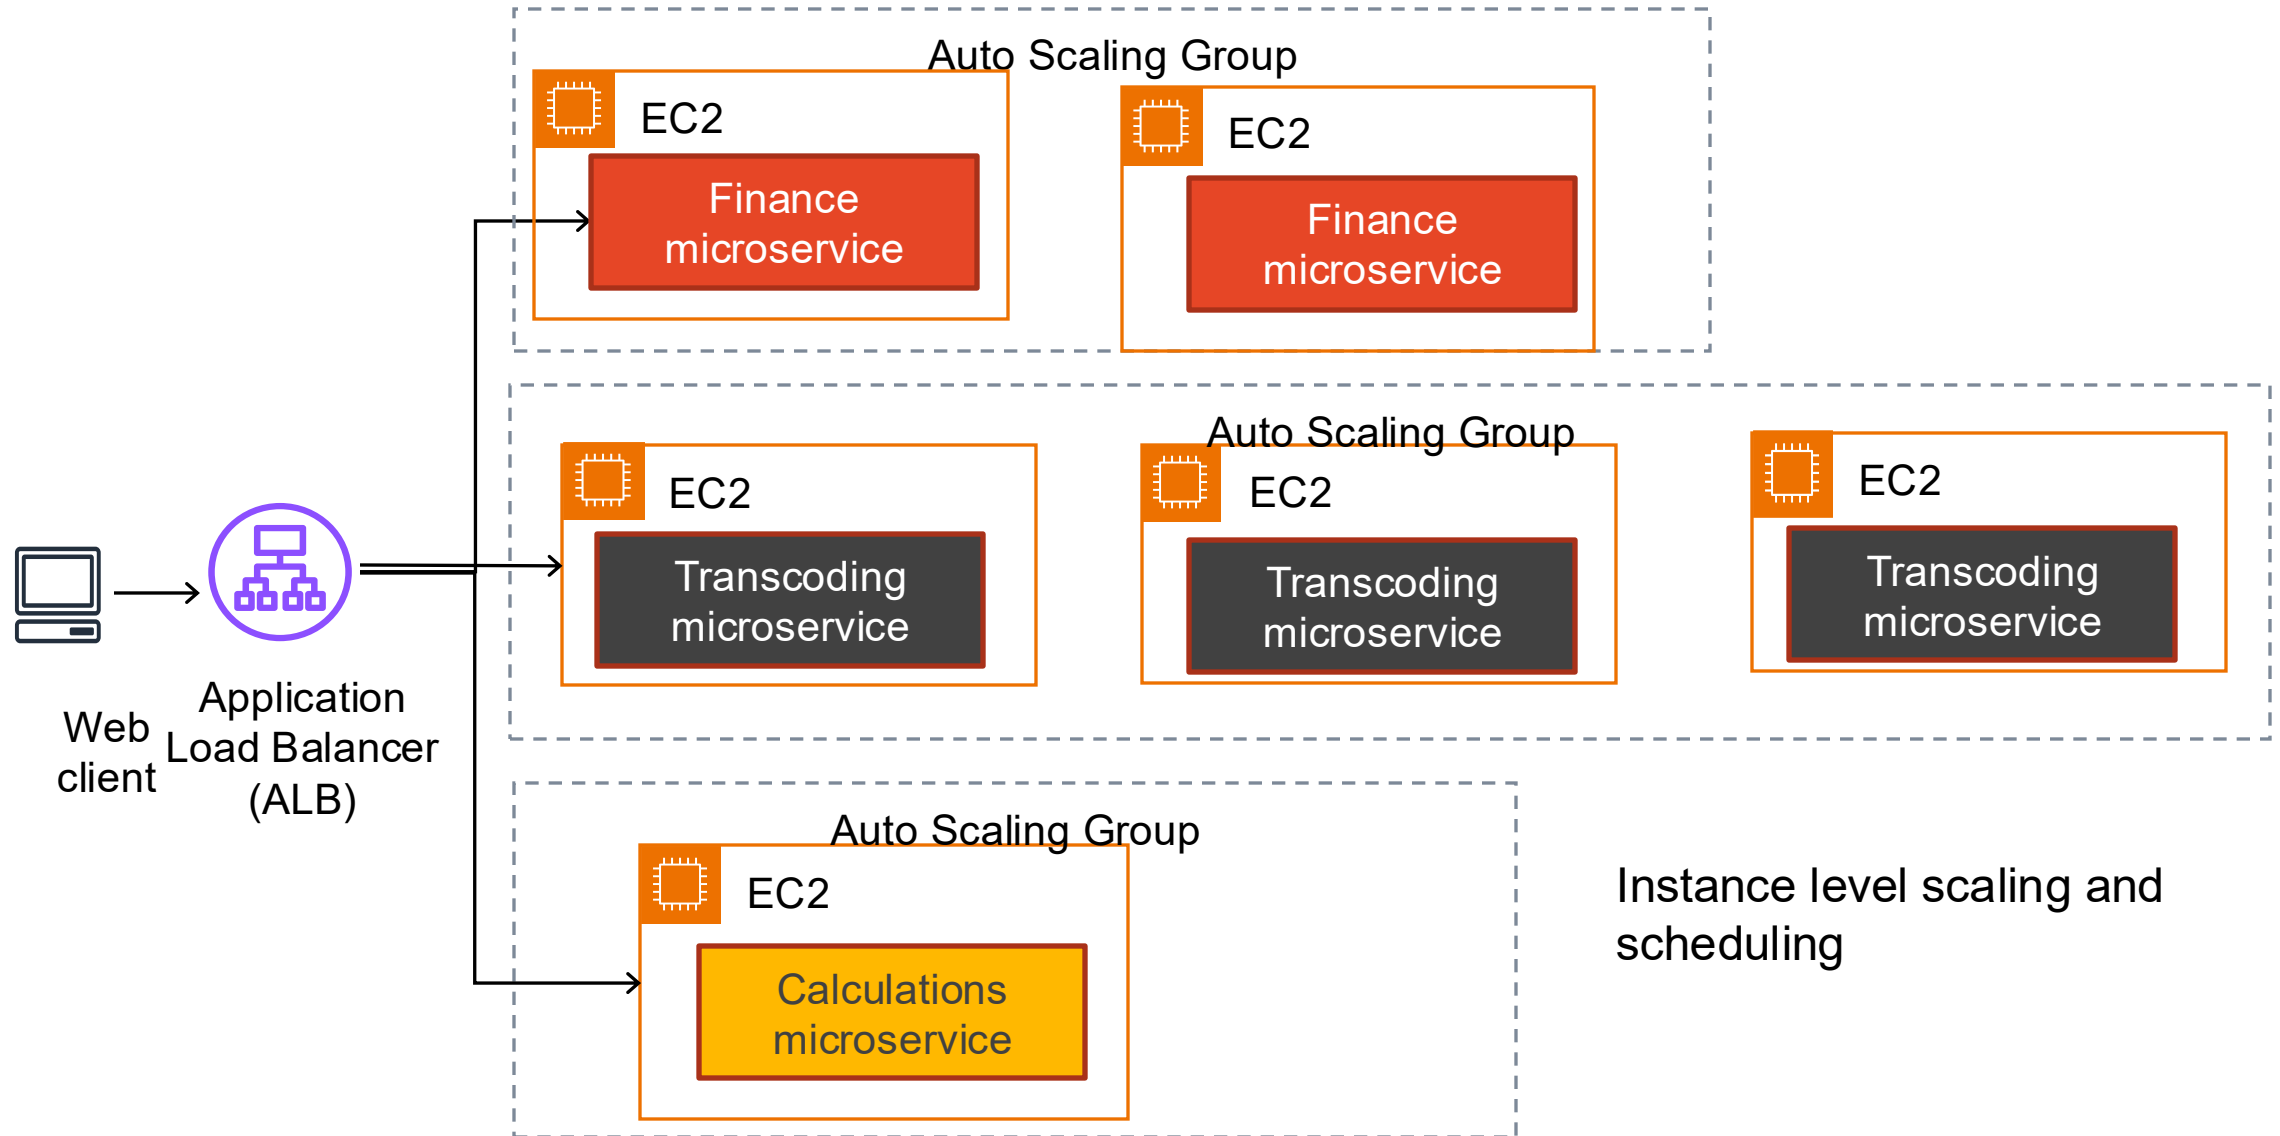 Auto Scaling Group
EC2
Finance
microservice
EC2
Finance
microservice
Auto Scaling Group
EC2
Transcoding
microservice
EC2
Transcoding
microservice
EC2
Transcoding
microservice
Web
client
Application
Load Balancer
(ALB)
Auto Scaling Group
EC2
Calculations
microservice
Instance level scaling and
scheduling